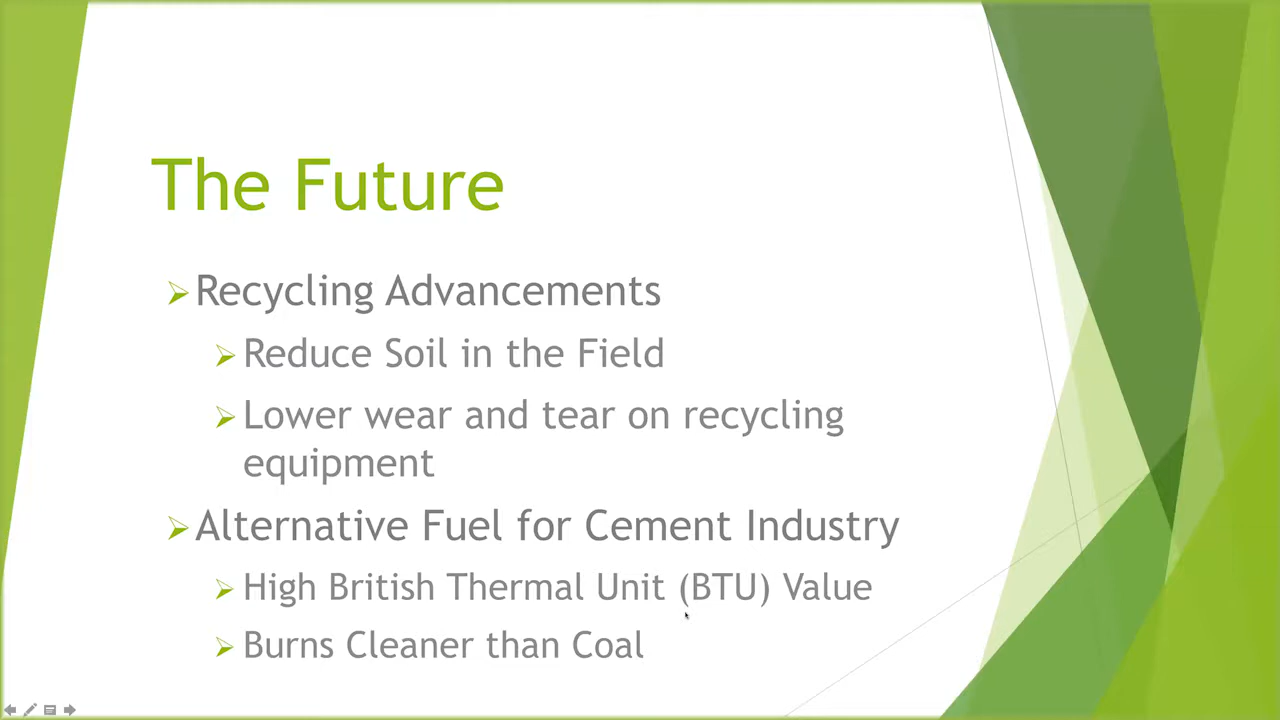 The Future
Recycling Advancements
Reduce Soil in the Field
Lower wear and tear on recycling
equipment
Alternative Fuel for Cement Industry
High British Thermal Unit (BTU) Value
Burns Cleaner than Coal